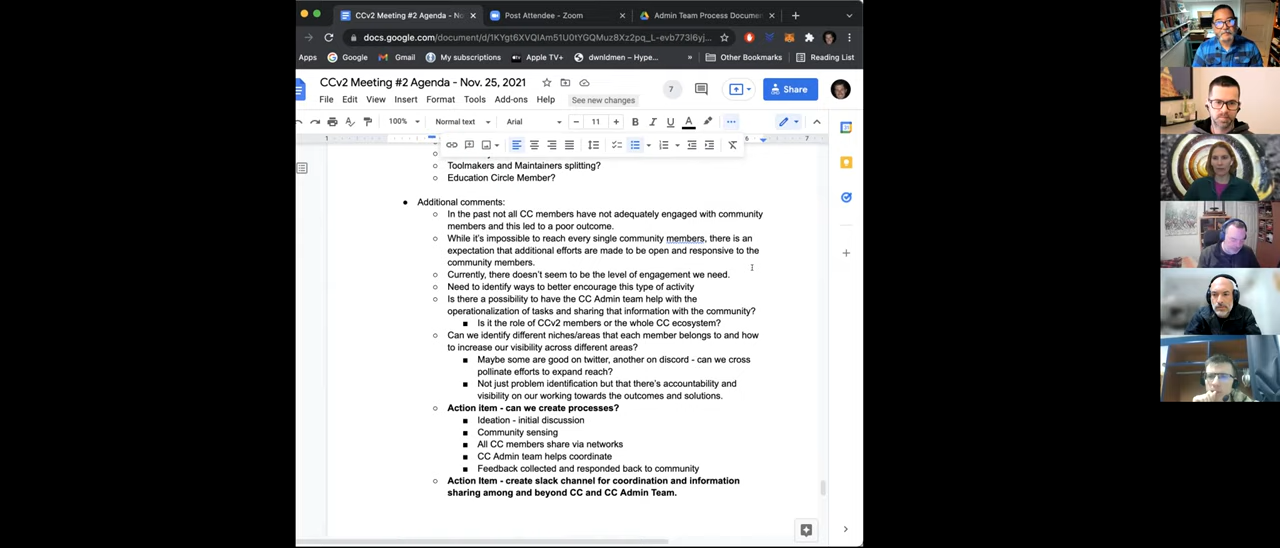 CCv2 Meeting #2 Agenda - No
Post Attendee - Zoom
Admin Team Process Documen
docs.google.com/document/d/1KYgt6XVQIAm51U0tYGQMuz8Xz2pq_L-evb773I6yj...
Apps Google Gmail My subscriptions Apple TV+ dwnldmen – Hype... » Other Bookmarks Reading List
CCv2 Meeting #2 Agenda - Nov. 25, 2021
7
Share
File Edit View Insert Format Tools Add-ons Help See new changes
100% Normal text Arial 11 B I U A
1 6 7
Toolmakers and Maintainers splitting?
Education Circle Member?
Additional comments:
In the past not all CC members have not adequately engaged with community
members and this led to a poor outcome.
While it's impossible to reach every single community members, there is an
expectation that additional efforts are made to be open and responsive to the
community members.
Currently, there doesn't seem to be the level of engagement we need.
Need to identify ways to better encourage this type of activity
Is there a possibility to have the CC Admin team help with the
operationalization of tasks and sharing that information with the community?
Is it the role of CCv2 members or the whole CC ecosystem?
Can we identify different niches/areas that each member belongs to and how
to increase our visibility across different areas?
Maybe some are good on twitter, another on discord - can we cross
pollinate efforts to expand reach?
Not just problem identification but that there's accountability and
visibility on our working towards the outcomes and solutions.
Action item - can we create processes?
Ideation - initial discussion
Community sensing
All CC members share via networks
CC Admin team helps coordinate
Feedback collected and responded back to community
Action Item - create slack channel for coordination and information
sharing among and beyond CC and CC Admin Team.